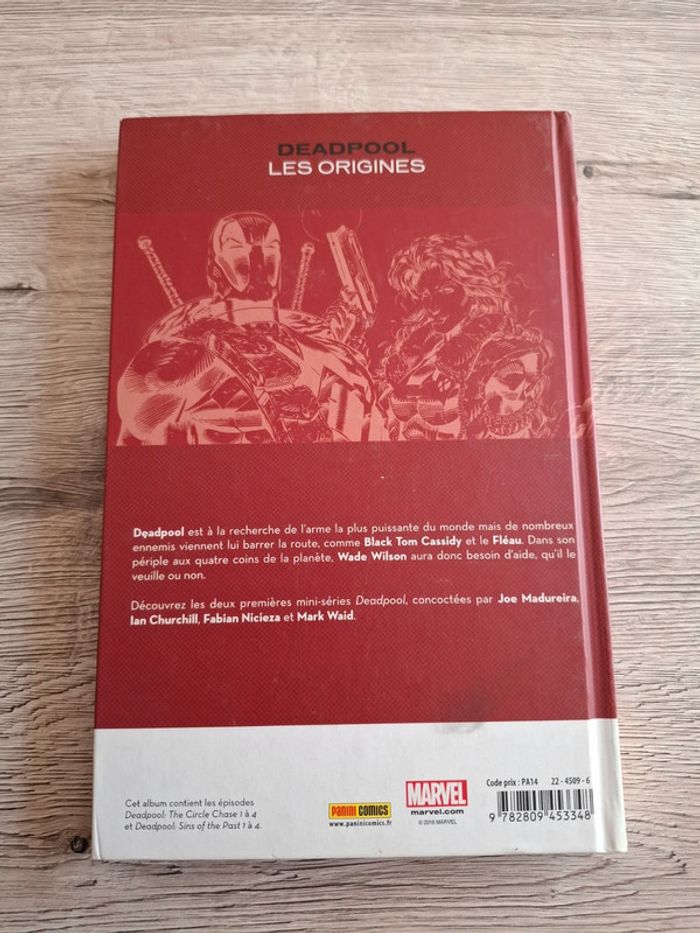 DEADPOOL
LES ORIGINES
Deadpool est à la recherche de l'arme la plus puissante du monde mais de nombreux
ennemis viennent lui barrer la route, comme Black Tom Cassidy et le Fléau. Dans son
périple aux quatre coins de la planète, Wade Wilson aura donc besoin d'aide, qu'il le
veuille ou non.
Découvrez les deux premières mini-séries Deadpool, concoctées par Joe Madureira,
Ian Churchill, Fabian Nicieza et Mark Waid.
Cet album contient les épisodes
Deadpool: The Circle Chase 1 à 4
et Deadpool: Sins of the Past 1 à 4.
PANINI COMICS
www.paninicomics.fr
MARVEL
marvel.com
© 2016 MARVEL
Code prix : PA14 22 - 4509 - 6
9 782809 453348